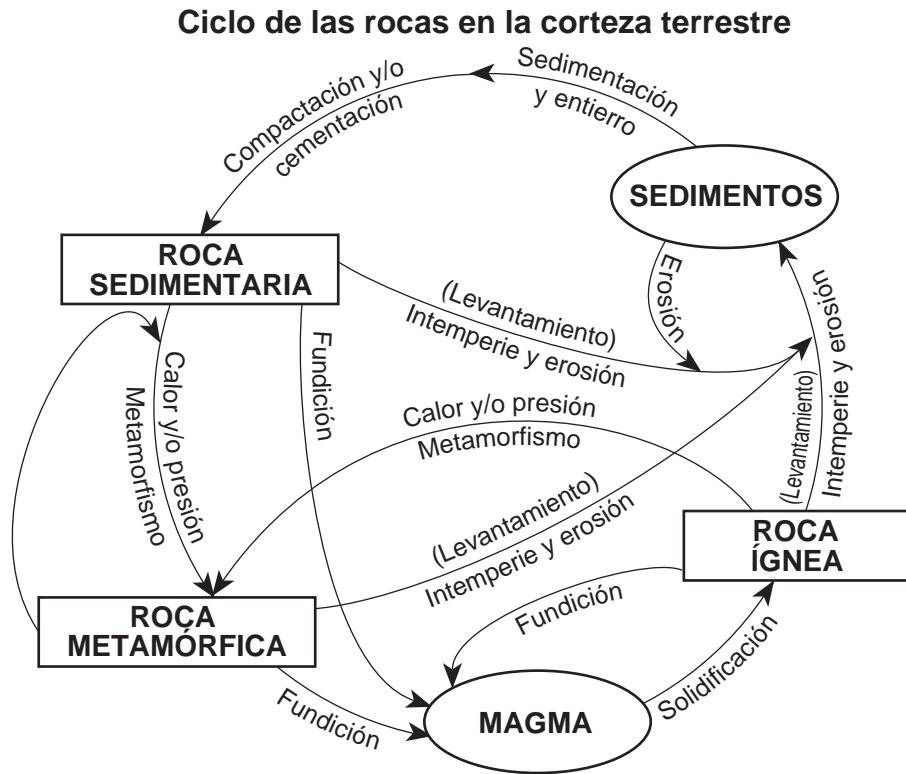 Ciclo de las rocas en la corteza terrestre
Sedimentación
y entierro
Compactación y/o
cementación
SEDIMENTOS
ROCA
SEDIMENTARIA
Erosión
(Levantamiento)
Intemperie y erosión
(Levantamiento)
Intemperie y erosión
Fundición
Calor y/o presión
Metamorfismo
Calor y/o presión
Metamorfismo
(Levantamiento)
Intemperie y erosión
ROCA
ÍGNEA
ROCA
METAMÓRFICA
Fundición
Solidificación
Fundición
MAGMA